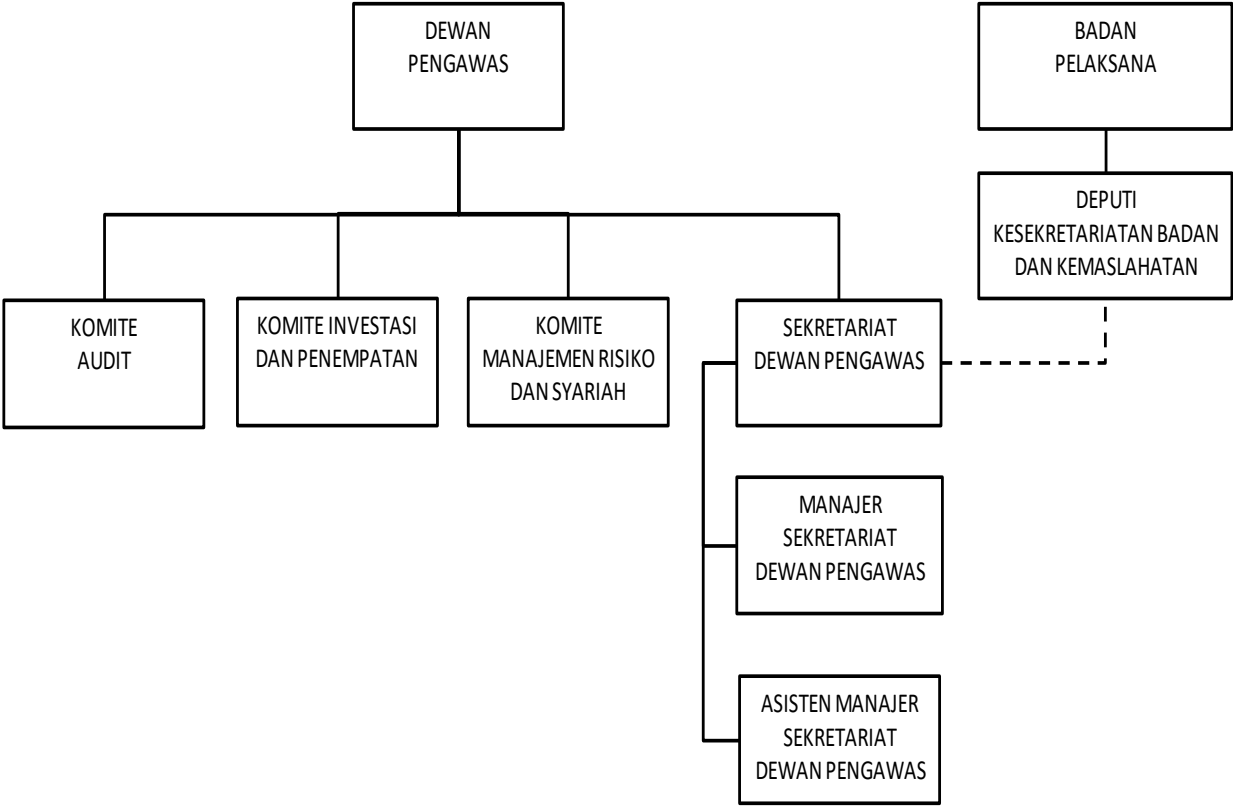 DEWAN
PENGAWAS
BADAN
PELAKSANA
DEPUTI
KESEKRETARIATAN BADAN
DAN KEMASLAHATAN
KOMITE
AUDIT
KOMITE INVESTASI
DAN PENEMPATAN
KOMITE
MANAJEMEN RISIKO
DAN SYARIAH
SEKRETARIAT
DEWAN PENGAWAS
MANAJER
SEKRETARIAT
DEWAN PENGAWAS
ASISTEN MANAJER
SEKRETARIAT
DEWAN PENGAWAS